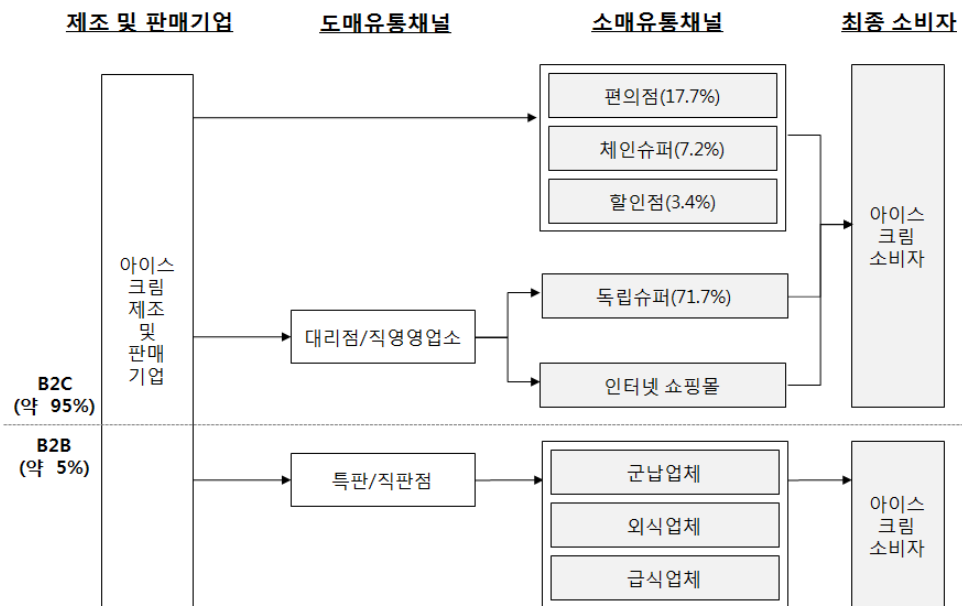 제조 및 판매기업
도매유통채널
소매유통채널
최종 소비자
편의점(17.7%)
체인슈퍼(7.2%)
할인점(3.4%)
아이스
크림
소비자
아이스
크림
제조
및
판매
기업
독립슈퍼(71.7%)
대리점/직영영업소
인터넷 쇼핑몰
B2C
(약 95%)
B2B
(약 5%)
특판/직판점
군납업체
외식업체
급식업체
아이스
크림
소비자